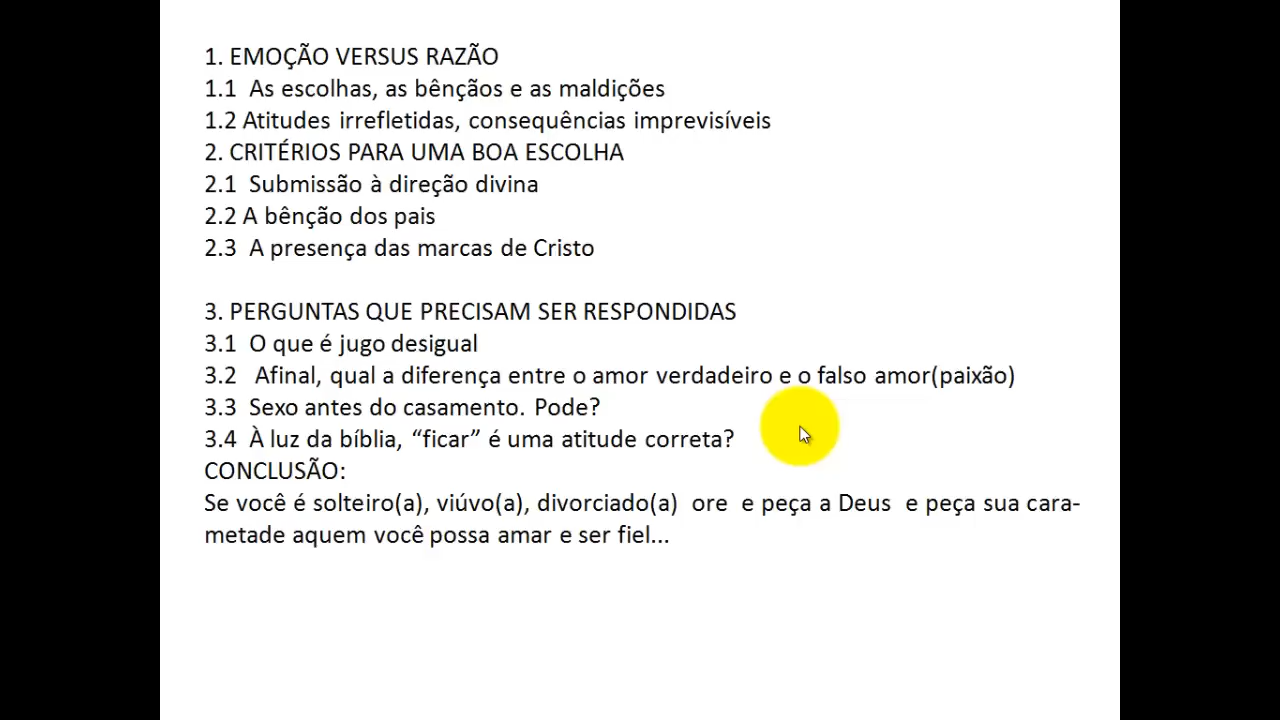 1. EMOÇÃO VERSUS RAZÃO
1.1  As escolhas, as bênçãos e as maldições
1.2 Atitudes irrefletidas, consequências imprevisíveis
2. CRITÉRIOS PARA UMA BOA ESCOLHA
2.1  Submissão à direção divina
2.2 A bênção dos pais
2.3  A presença das marcas de Cristo
3. PERGUNTAS QUE PRECISAM SER RESPONDIDAS
3.1  O que é jugo desigual
3.2   Afinal, qual a diferença entre o amor verdadeiro e o falso amor(paixão)
3.3  Sexo antes do casamento. Pode?
3.4  À luz da bíblia, “ficar” é uma atitude correta?
CONCLUSÃO:
Se você é solteiro(a), viúvo(a), divorciado(a)  ore  e peça a Deus  e peça sua cara-
metade aquem você possa amar e ser fiel...